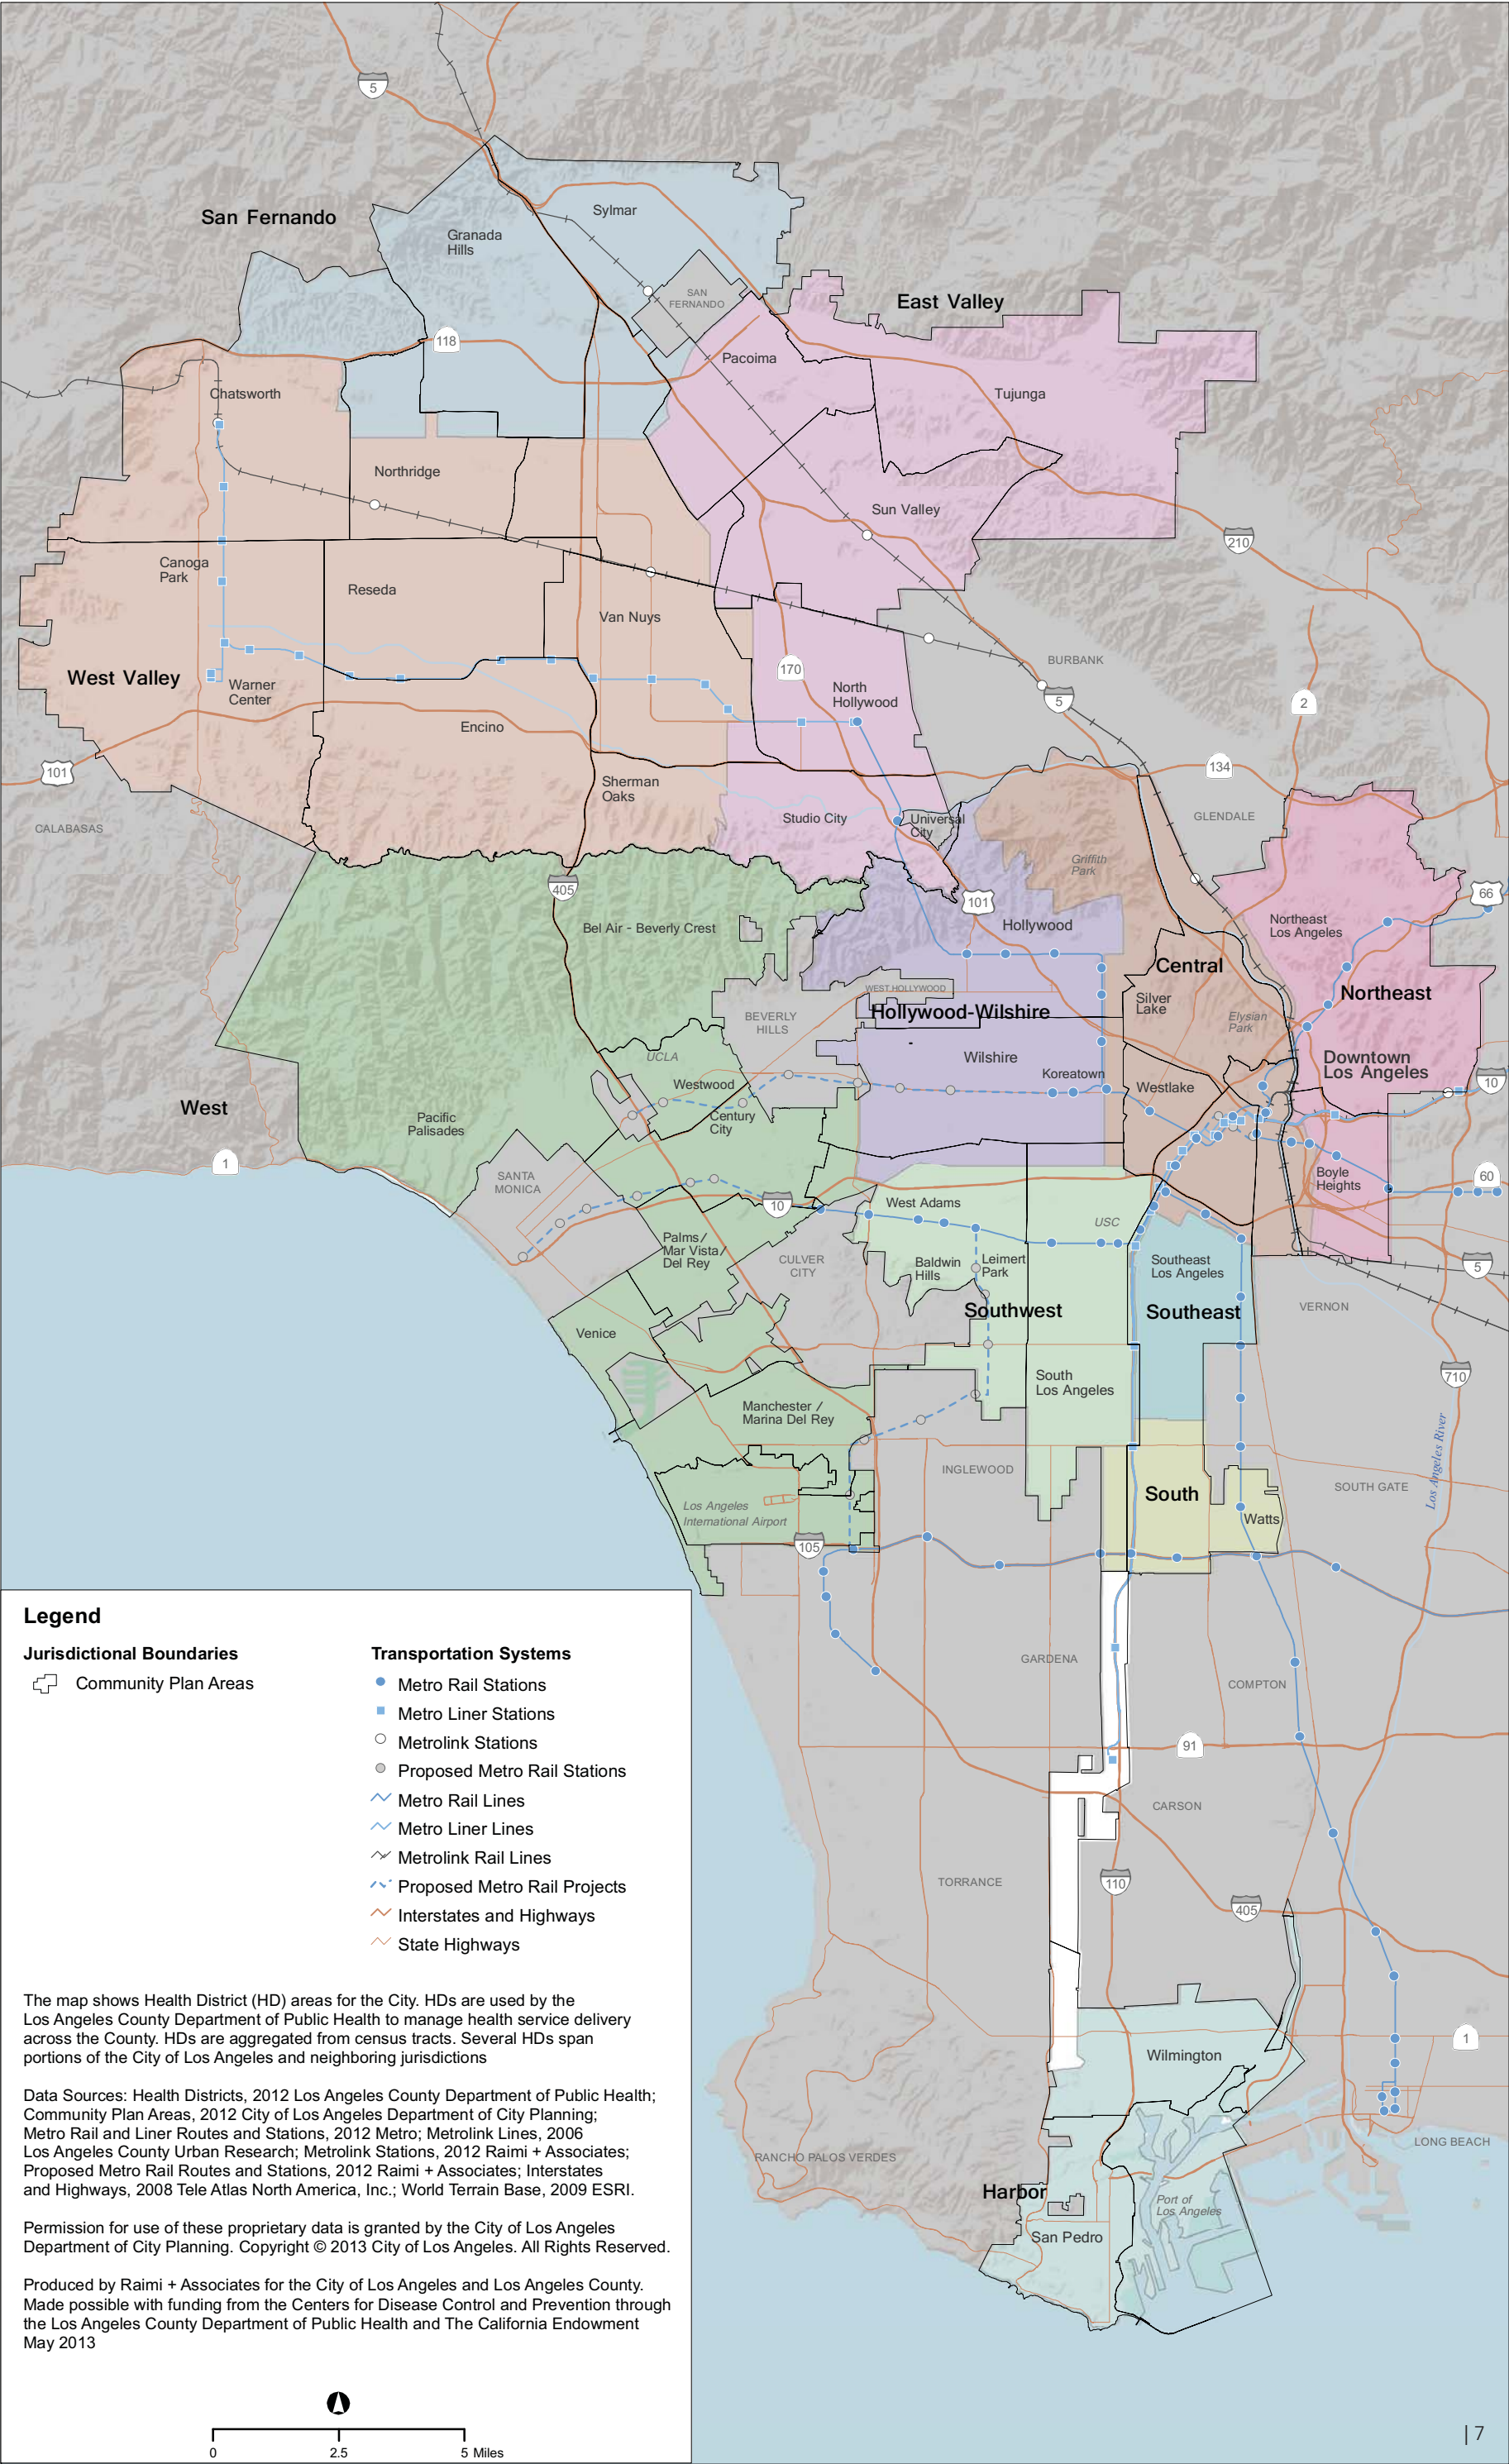 5
San Fernando
Sylmar
Granada
Hills
SAN
FERNANDO
East Valley
118
Pacoima
Chatsworth
Tujunga
Northridge
Sun Valley
210
Canoga
Park
Reseda
Van Nuys
BURBANK
West Valley
Warner
Center
170
North
Hollywood
5
2
Encino
101
134
Sherman
Oaks
CALABASAS
Studio City
Universal
City
GLENDALE
Griffith
Park
405
101
66
Bel Air - Beverly Crest
Hollywood
Northeast
Los Angeles
Central
WEST HOLLYWOOD
Northeast
Silver
Lake
Hollywood-Wilshire
BEVERLY
HILLS
Elysian
Park
UCLA
Wilshire
Downtown
Los Angeles
Koreatown
10
Westwood
Westlake
West
Century
City
Pacific
Palisades
1
SANTA
MONICA
Boyle
Heights
60
10
West Adams
USC
Palms/
Mar Vista/
Del Rey
CULVER
CITY
Baldwin
Hills
Leimert
Park
Southeast
Los Angeles
5
Southwest
Southeast
VERNON
Venice
South
Los Angeles
710
Manchester /
Marina Del Rey
Los Angeles River
INGLEWOOD
SOUTH GATE
South
Los Angeles
International Airport
Watts
105
Legend
Jurisdictional Boundaries
Community Plan Areas
Transportation Systems
Metro Rail Stations
Metro Liner Stations
Metrolink Stations
Proposed Metro Rail Stations
Metro Rail Lines
Metro Liner Lines
Metrolink Rail Lines
Proposed Metro Rail Projects
Interstates and Highways
State Highways
GARDENA
COMPTON
91
CARSON
TORRANCE
110
405
1
Wilmington
LONG BEACH
RANCHO PALOS VERDES
Harbor
Port of
Los Angeles
San Pedro
The map shows Health District (HD) areas for the City. HDs are used by the
Los Angeles County Department of Public Health to manage health service delivery
across the County. HDs are aggregated from census tracts. Several HDs span
portions of the City of Los Angeles and neighboring jurisdictions
Data Sources: Health Districts, 2012 Los Angeles County Department of Public Health;
Community Plan Areas, 2012 City of Los Angeles Department of City Planning;
Metro Rail and Liner Routes and Stations, 2012 Metro; Metrolink Lines, 2006
Los Angeles County Urban Research; Metrolink Stations, 2012 Raimi + Associates;
Proposed Metro Rail Routes and Stations, 2012 Raimi + Associates; Interstates
and Highways, 2008 Tele Atlas North America, Inc.; World Terrain Base, 2009 ESRI.
Permission for use of these proprietary data is granted by the City of Los Angeles
Department of City Planning. Copyright © 2013 City of Los Angeles. All Rights Reserved.
Produced by Raimi + Associates for the City of Los Angeles and Los Angeles County.
Made possible with funding from the Centers for Disease Control and Prevention through
the Los Angeles County Department of Public Health and The California Endowment
May 2013
0 2.5 5 Miles
| 7